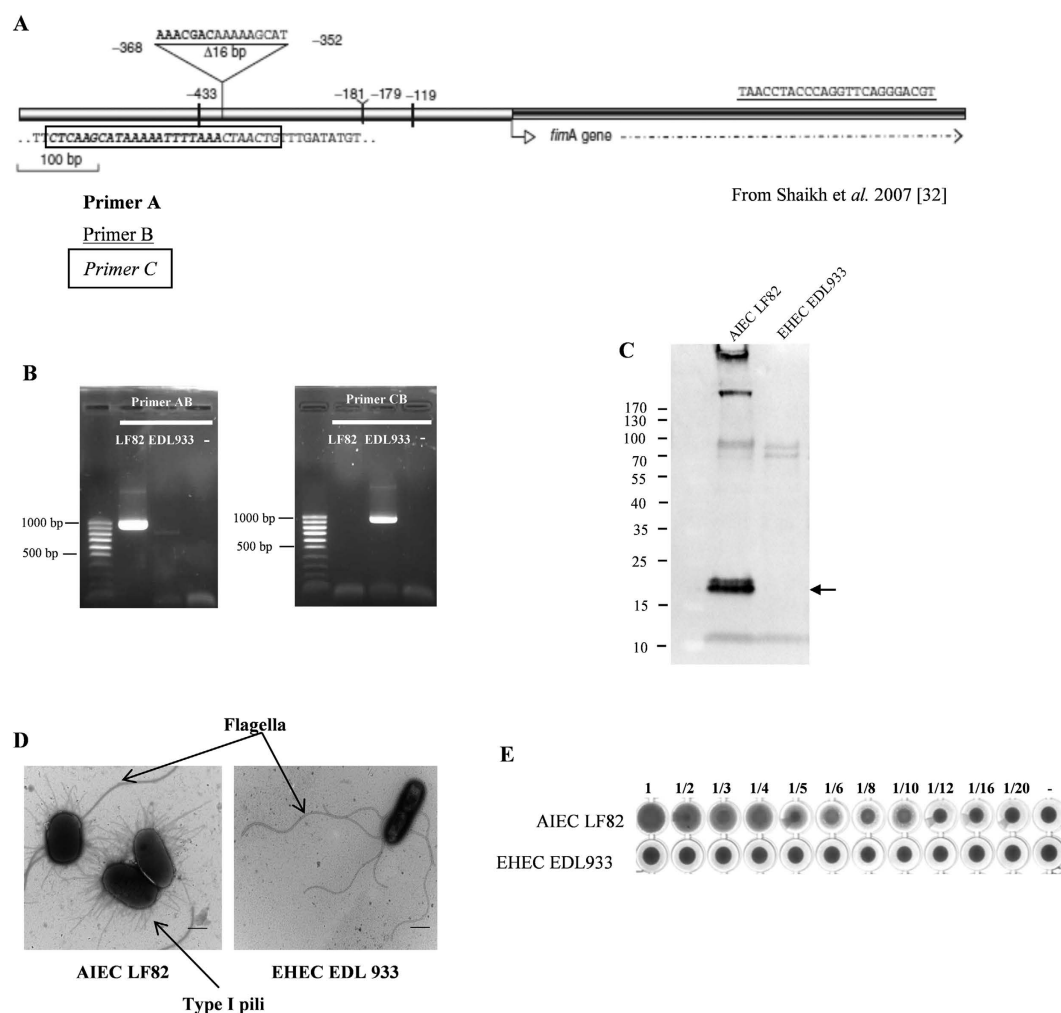 A
AAACGACAAAAAGCAT
−368
−352
Δ16 bp
−433
−181
−179
−119
TAACCTACCCAGGTTCAGGGACGT
..TTCTCAAGCATAAAAATTTTAAACTAACTGTTTGATATGT..
fimA gene
100 bp
Primer A
Primer B
Primer C
From Shaikh et al. 2007 [32]
B
Primer AB
LF82 EDL933 -
1000 bp
500 bp
Primer CB
LF82 EDL933 -
1000 bp
500 bp
C
AIEC LF82
EHEC EDL933
170
130
100
70
55
40
35
25
15
10
D
Flagella
AIEC LF82
EHEC EDL 933
Type I pili
E
1 1/2 1/3 1/4 1/5 1/6 1/8 1/10 1/12 1/16 1/20 -
AIEC LF82
EHEC EDL933